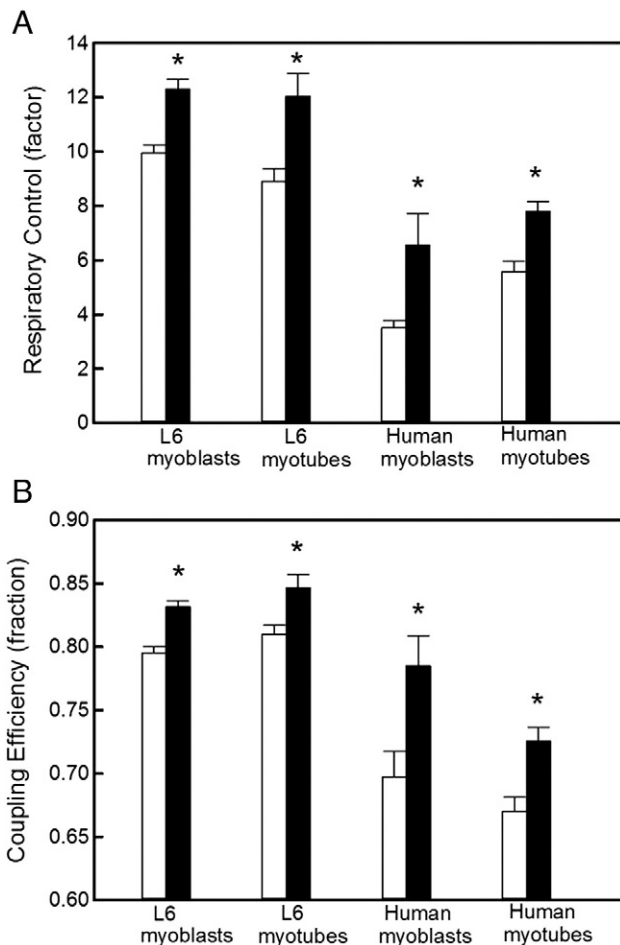 A
Respiratory Control (factor)
14
12
10
8
6
4
2
0
* * * *
L6 myoblasts
L6 myotubes
Human myoblasts
Human myotubes
B
Coupling Efficiency (fraction)
0.90
0.85
0.80
0.75
0.70
0.65
0.60
* * * *
L6 myoblasts
L6 myotubes
Human myoblasts
Human myotubes